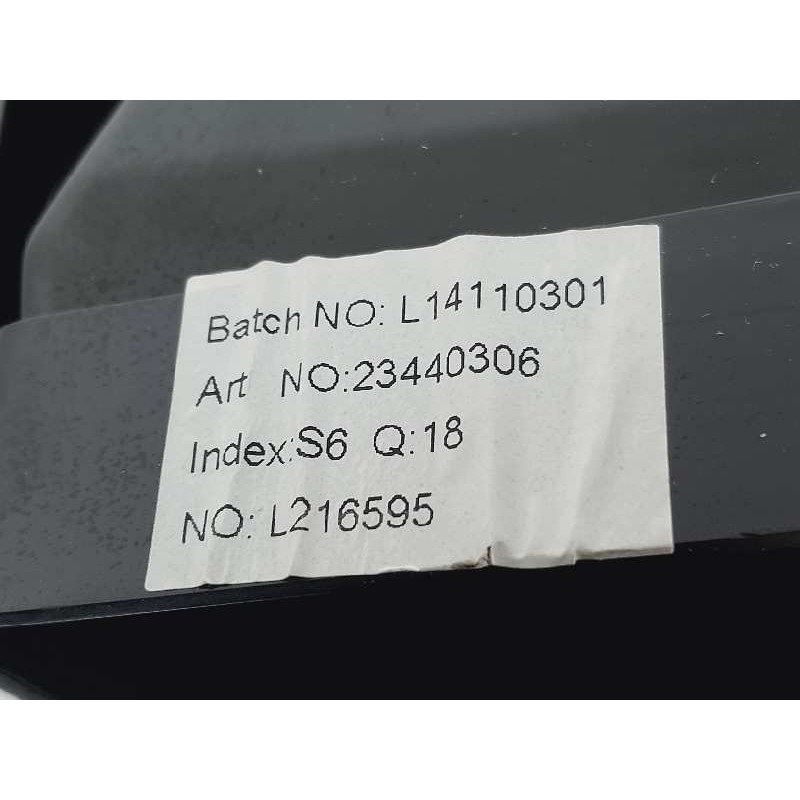 Batch NO: L14110301
Art NO:23440306
Index:S6 Q:18
NO: L216595